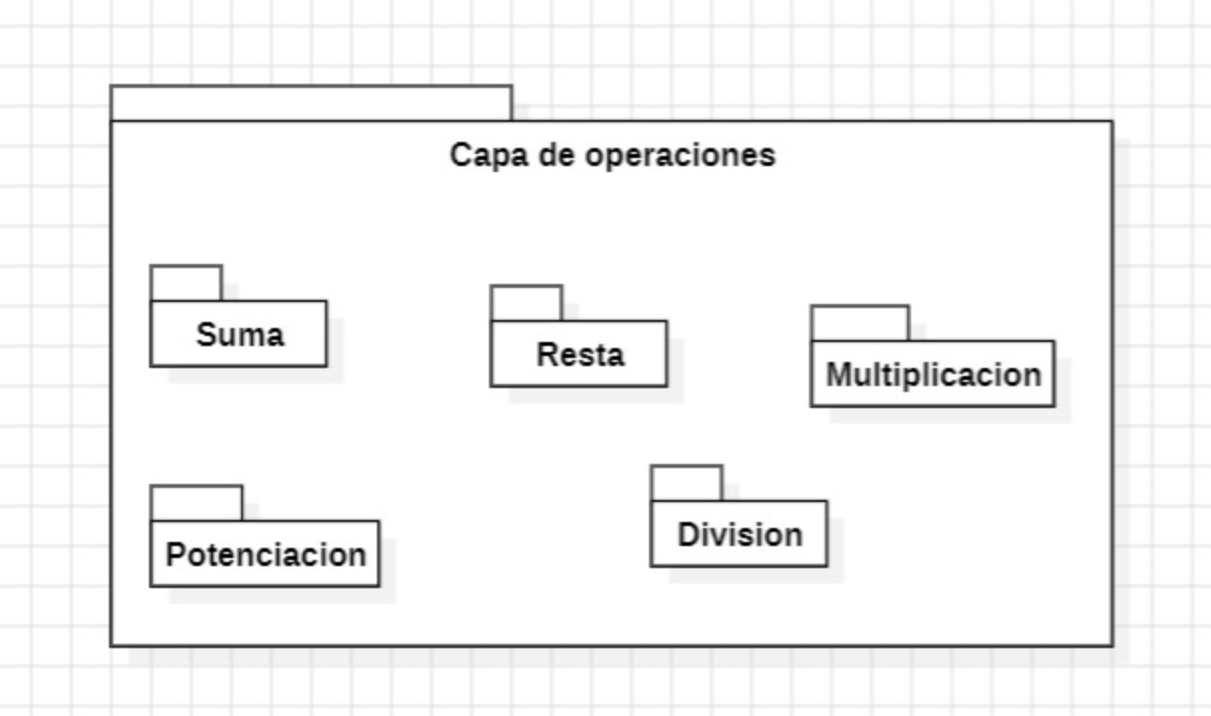 Capa de operaciones
Suma
Resta
Multiplicacion
Potenciacion
Division